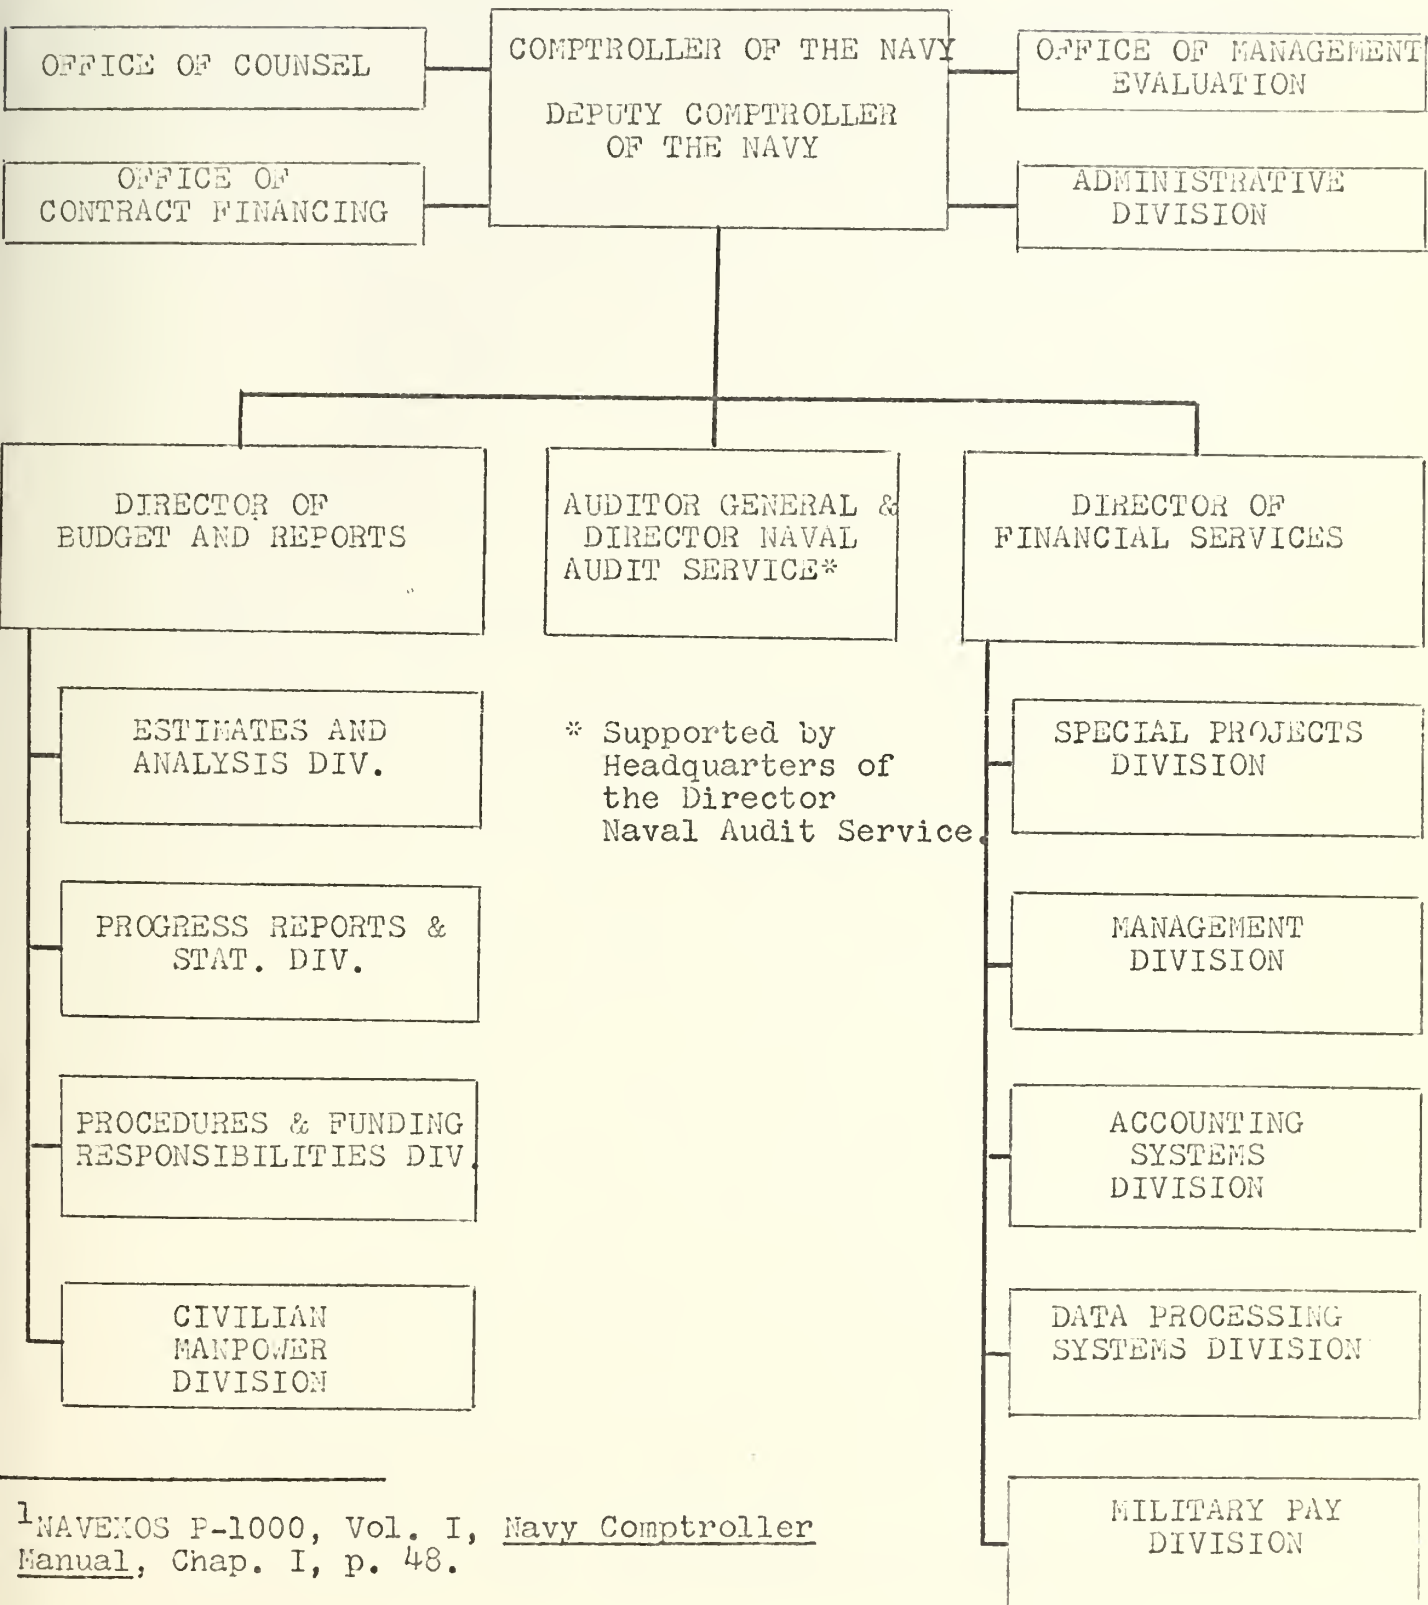 OFFICE OF COUNSEL
COMPTROLLER OF THE NAVY
DEPUTY COMPTROLLER
OF THE NAVY
OFFICE OF MANAGEMENT
EVALUATION
OFFICE OF
CONTRACT FINANCING
ADMINISTRATIVE
DIVISION
DIRECTOR OF
BUDGET AND REPORTS
AUDITOR GENERAL &
DIRECTOR NAVAL
AUDIT SERVICE*
DIRECTOR OF
FINANCIAL SERVICES
ESTIMATES AND
ANALYSIS DIV.
PROGRESS REPORTS &
STAT. DIV.
PROCEDURES & FUNDING
RESPONSIBILITIES DIV.
CIVILIAN
MANPOWER
DIVISION
* Supported by
Headquarters of
the Director
Naval Audit Service.
SPECIAL PROJECTS
DIVISION
MANAGEMENT
DIVISION
ACCOUNTING
SYSTEMS
DIVISION
DATA PROCESSING
SYSTEMS DIVISION
MILITARY PAY
DIVISION
1NAVEXOS P-1000, Vol. I, Navy Comptroller
Manual, Chap. I, p. 48.